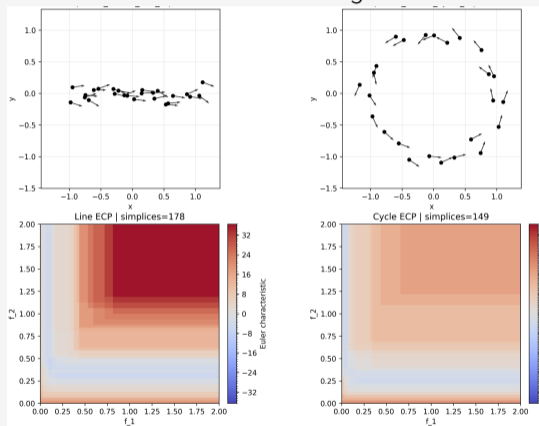 1.0
0.5
0.0
−0.5
−1.0
−1.5
y
−1.0 −0.5 0.0 0.5 1.0
x
1.0
0.5
0.0
−0.5
−1.0
−1.5
y
−1.0 −0.5 0.0 0.5 1.0
x
Line ECP | simplices=178
2.00
1.75
1.50
1.25
1.00
0.75
0.50
0.25
0.00
f_2
0.00 0.25 0.50 0.75 1.00 1.25 1.50 1.75 2.00
f_1
32
24
16
8
0
−8
−16
−24
−32
Euler characteristic
Cycle ECP | simplices=149
2.00
1.75
1.50
1.25
1.00
0.75
0.50
0.25
0.00
f_2
0.00 0.25 0.50 0.75 1.00 1.25 1.50 1.75 2.00
f_1